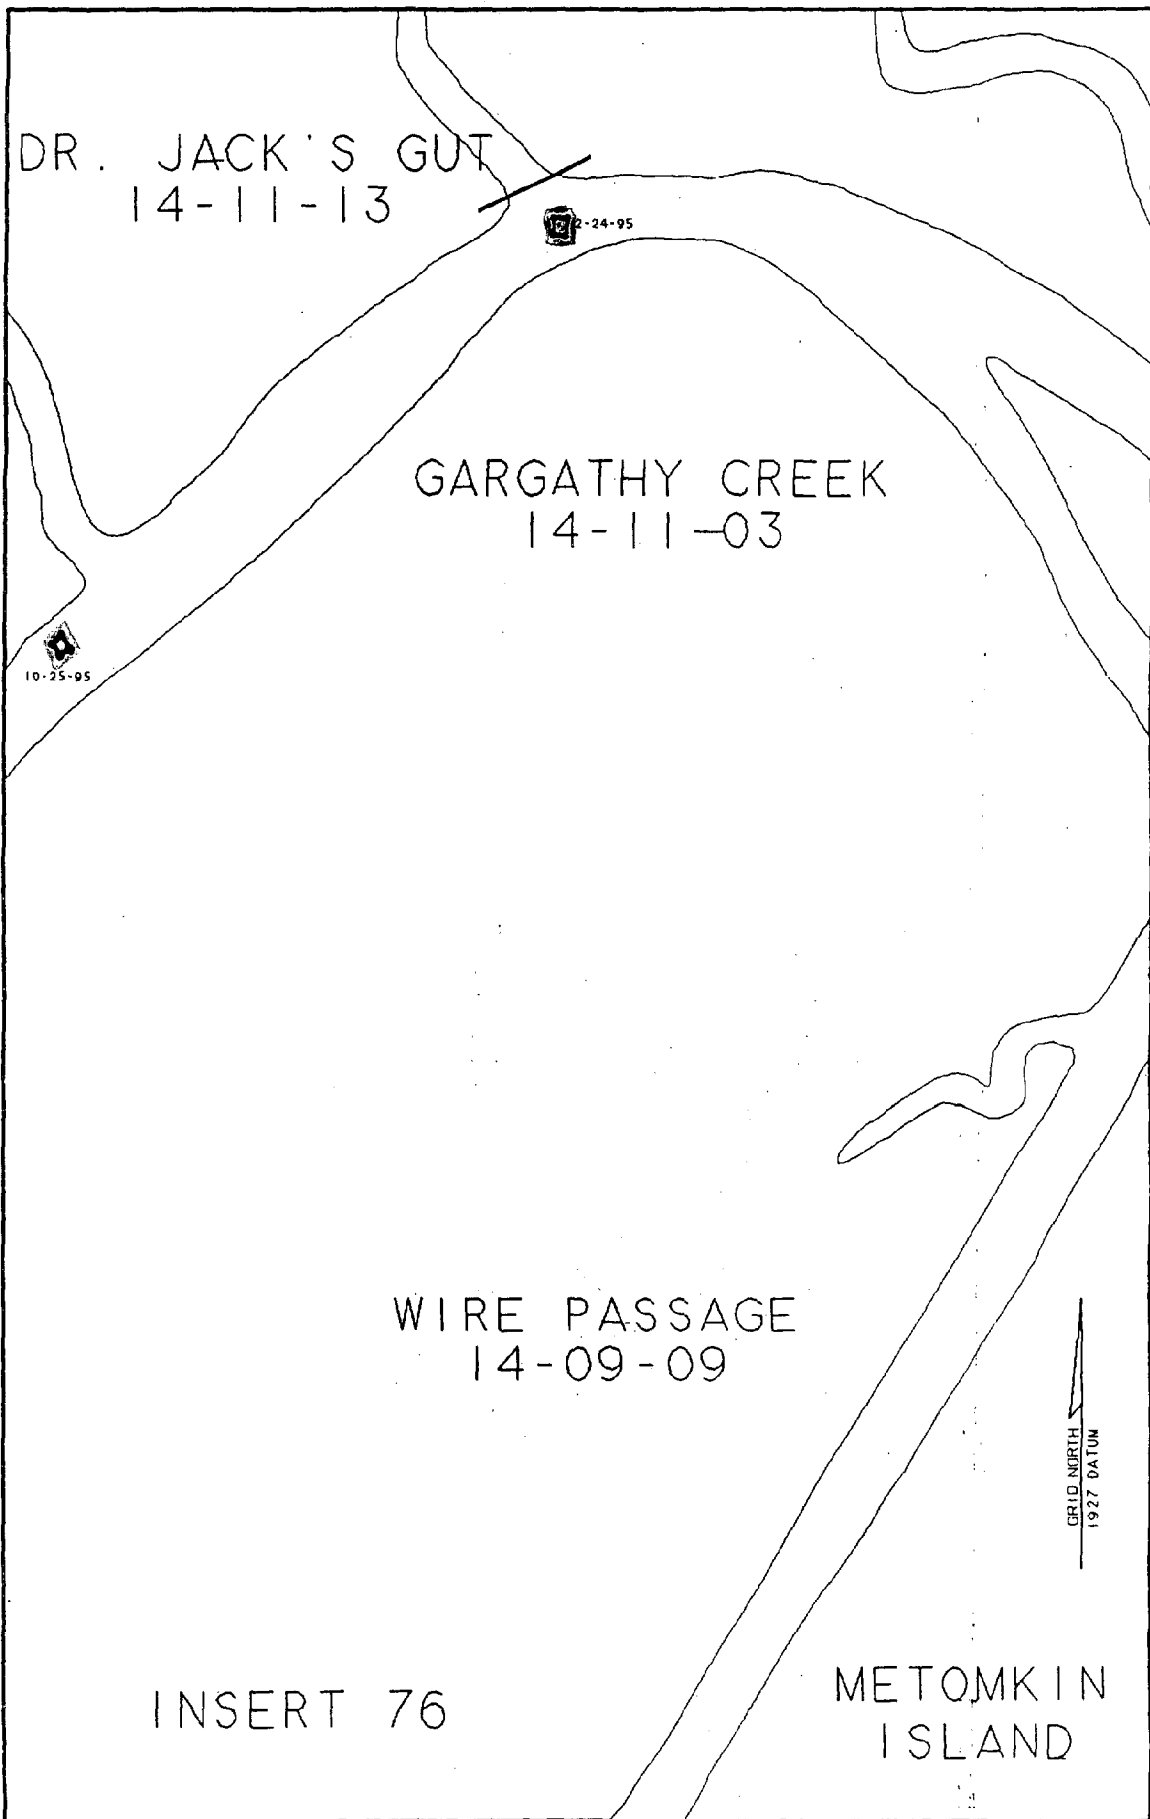 DR. JACK'S GUT
14-11-13
2-24-95
GARGATHY CREEK
14-11-03
10-25-95
WIRE PASSAGE
14-09-09
GRID NORTH
1927 DATUM
INSERT 76
METOMKIN
ISLAND